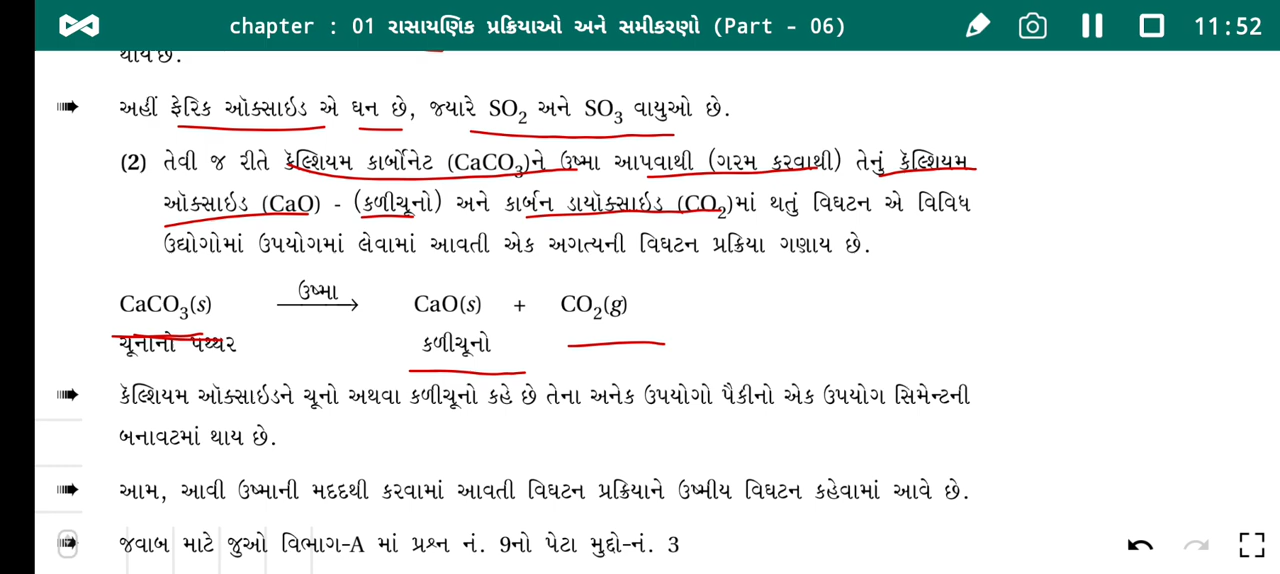 chapter : 01 રાસાયણિક પ્રક્રિયાઓ અને સમીકરણો (Part - 06) 11:52
થાય છે.
અહીં ફેરિક ઑક્સાઇડ એ ઘન છે, જ્યારે SO₂ અને SO₃ વાયુઓ છે.
(2) તેવી જ રીતે કૅલ્શિયમ કાર્બોનેટ (CaCO₃)ને ઉષ્મા આપવાથી (ગરમ કરવાથી) તેનું કૅલ્શિયમ
ઑક્સાઇડ (CaO) - (કળીચૂનો) અને કાર્બન ડાયૉક્સાઇડ (CO₂)માં થતું વિઘટન એ વિવિધ
ઉદ્યોગોમાં ઉપયોગમાં લેવામાં આવતી એક અગત્યની વિઘટન પ્રક્રિયા ગણાય છે.
ઉષ્મા
CaCO₃(s) ⟶ CaO(s) + CO₂(g)
ચૂનાનો પથ્થર કળીચૂનો
કૅલ્શિયમ ઑક્સાઇડને ચૂનો અથવા કળીચૂનો કહે છે તેના અનેક ઉપયોગો પૈકીનો એક ઉપયોગ સિમેન્ટની
બનાવટમાં થાય છે.
આમ, આવી ઉષ્માની મદદથી કરવામાં આવતી વિઘટન પ્રક્રિયાને ઉષ્મીય વિઘટન કહેવામાં આવે છે.
જવાબ માટે જુઓ વિભાગ-A માં પ્રશ્ન નં. 9નો પેટા મુદ્દો-નં. 3